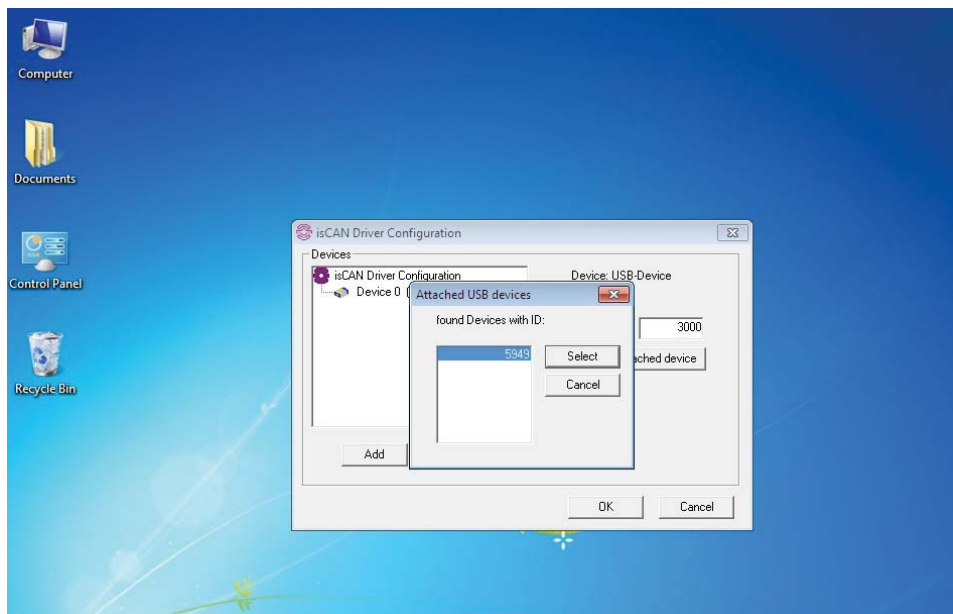 Computer
Documents
Control Panel
Recycle Bin
isCAN Driver Configuration
Devices
isCAN Driver Configuration
Device 0 (
Device: USB-Device
3000
ached device
Add
OK
Cancel
Attached USB devices
found Devices with ID:
5949
Select
Cancel